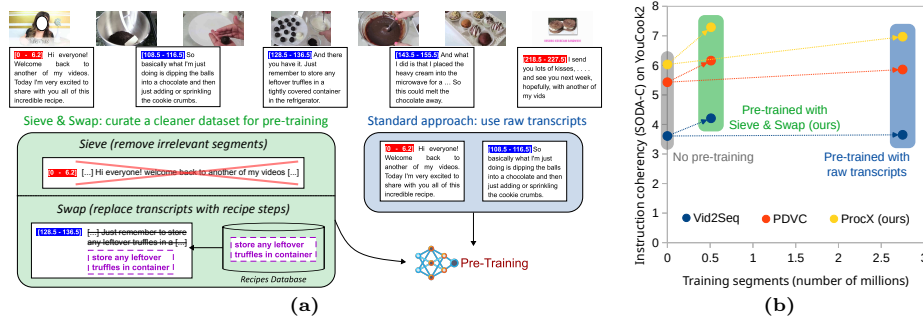 [0 - 6.2] Hi everyone!
Welcome back to
another of my videos.
Today I'm very excited to
share with you all of this
incredible recipe.
[108.5 - 116.5] So
basically what I'm just
doing is dipping the balls
into a chocolate and then
just adding or sprinkling
the cookie crumbs.
[128.5 - 136.5] And there
you have it. Just
remember to store any
leftover truffles in a
tightly covered container
in the refrigerator.
[143.5 - 155.5] And what
I did is that I placed the
heavy cream into the
microwave for a ... So
this could melt the
chocolate away.
[218.5 - 227.5] I send
you lots of kisses, . . . .
and see you next week,
hopefully, with another of
my vids
Sieve & Swap: curate a cleaner dataset for pre-training
Sieve (remove irrelevant segments)
[0 - 6.2] [...] Hi everyone! welcome back to another of my videos [...]
Swap (replace transcripts with recipe steps)
[128.5 - 136.5] [...] Just remember to store
any leftover truffles in a [...]
store any leftover
truffles in container
store any leftover
truffles in container
Recipes Database
Standard approach: use raw transcripts
[0 - 6.2] Hi everyone!
Welcome back to
another of my videos.
Today I'm very excited to
share with you all of this
incredible recipe.
[108.5 - 116.5] So
basically what I'm just
doing is dipping the balls
into a chocolate and then
just adding or sprinkling
the cookie crumbs.
Pre-Training
(a)
Instruction coherency (SODA-C) on YouCook2
8
7
6
5
4
3
2
1
0
Pre-trained with
Sieve & Swap (ours)
No pre-training
Pre-trained with
raw transcripts
Vid2Seq
PDVC
ProcX (ours)
0
0.5
1
1.5
2
2.5
3
Training segments (number of millions)
(b)